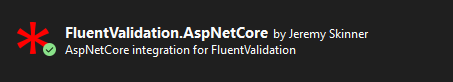 FluentValidation.AspNetCore by Jeremy Skinner
AspNetCore integration for FluentValidation